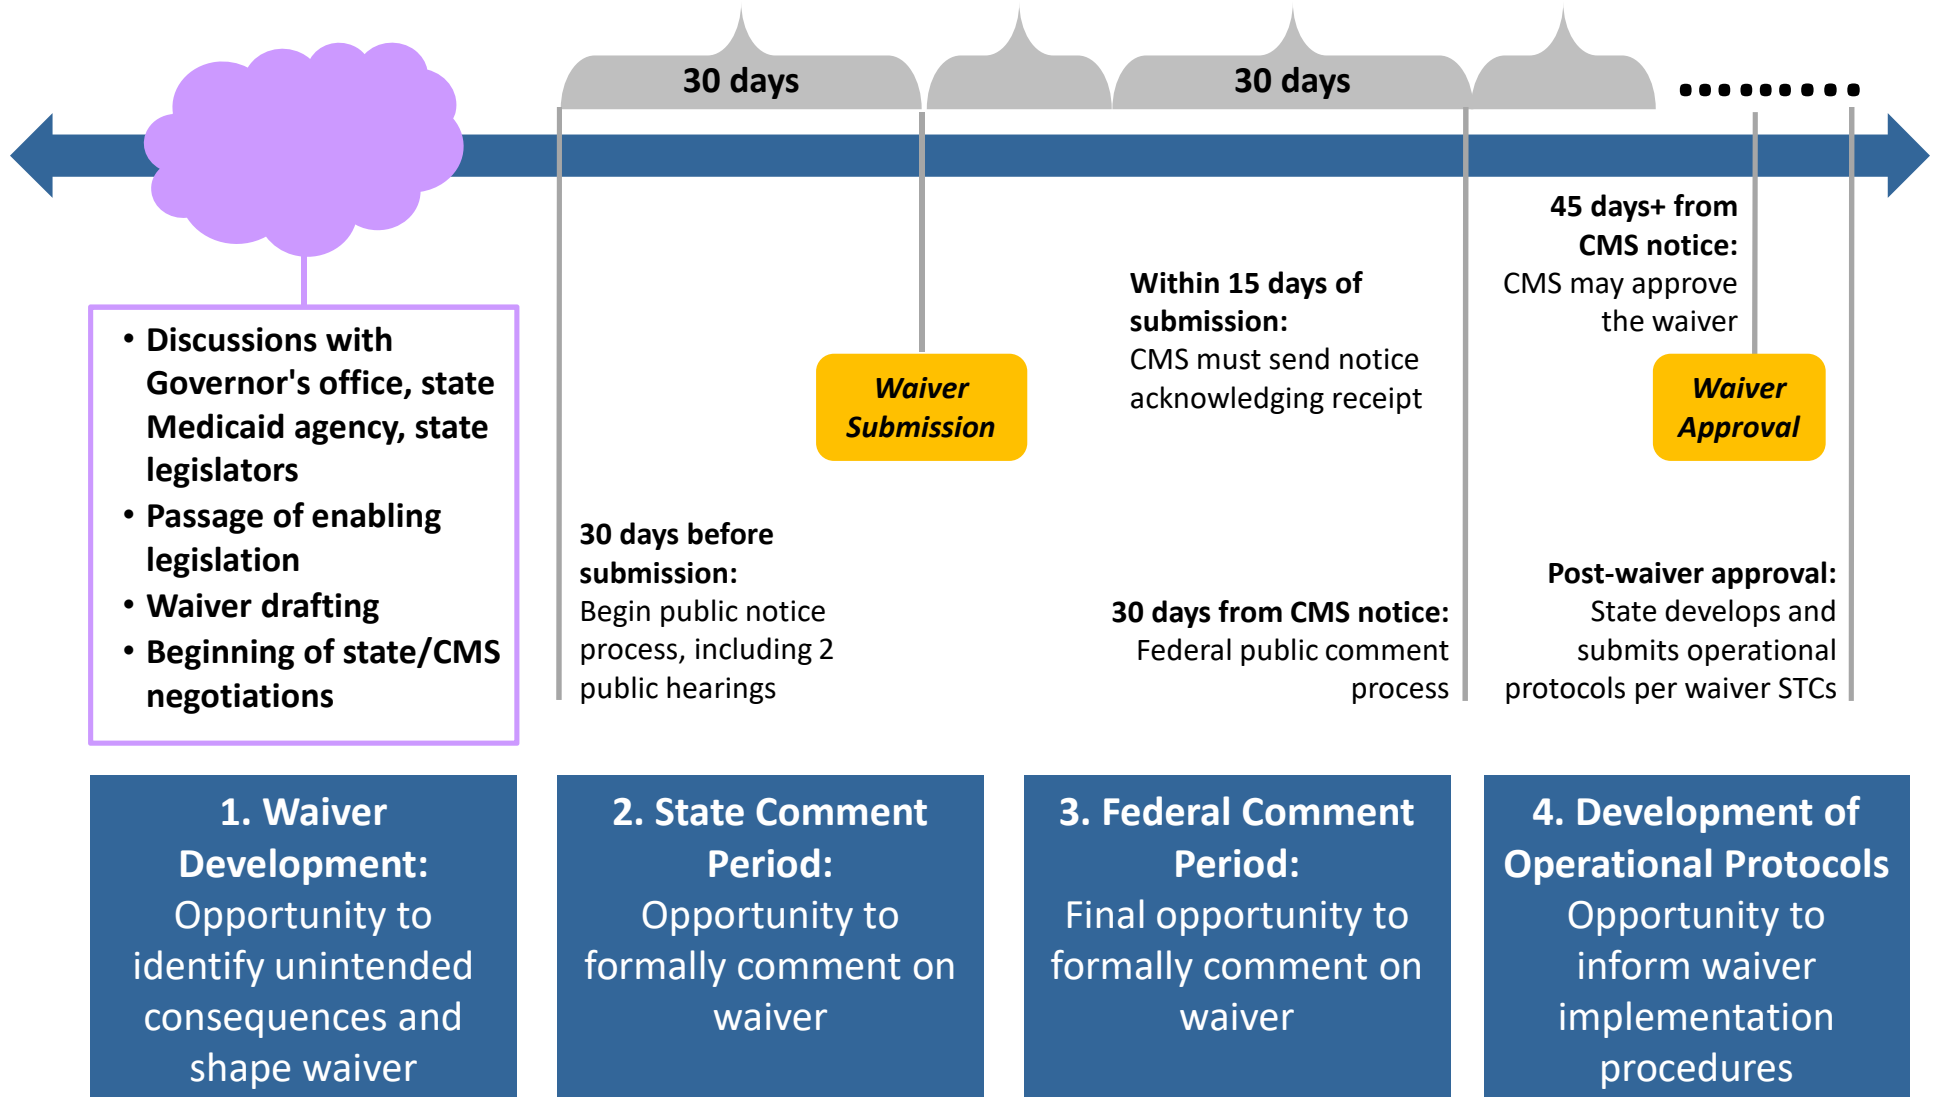 30 days
30 days
• Discussions with
Governor's office, state
Medicaid agency, state
legislators
• Passage of enabling
legislation
• Waiver drafting
• Beginning of state/CMS
negotiations
30 days before
submission:
Begin public notice
process, including 2
public hearings
Waiver
Submission
Within 15 days of
submission:
CMS must send notice
acknowledging receipt
30 days from CMS notice:
Federal public comment
process
45 days+ from
CMS notice:
CMS may approve
the waiver
Waiver
Approval
Post-waiver approval:
State develops and
submits operational
protocols per waiver STCs
1. Waiver
Development:
Opportunity to
identify unintended
consequences and
shape waiver
2. State Comment
Period:
Opportunity to
formally comment on
waiver
3. Federal Comment
Period:
Final opportunity to
formally comment on
waiver
4. Development of
Operational Protocols
Opportunity to
inform waiver
implementation
procedures